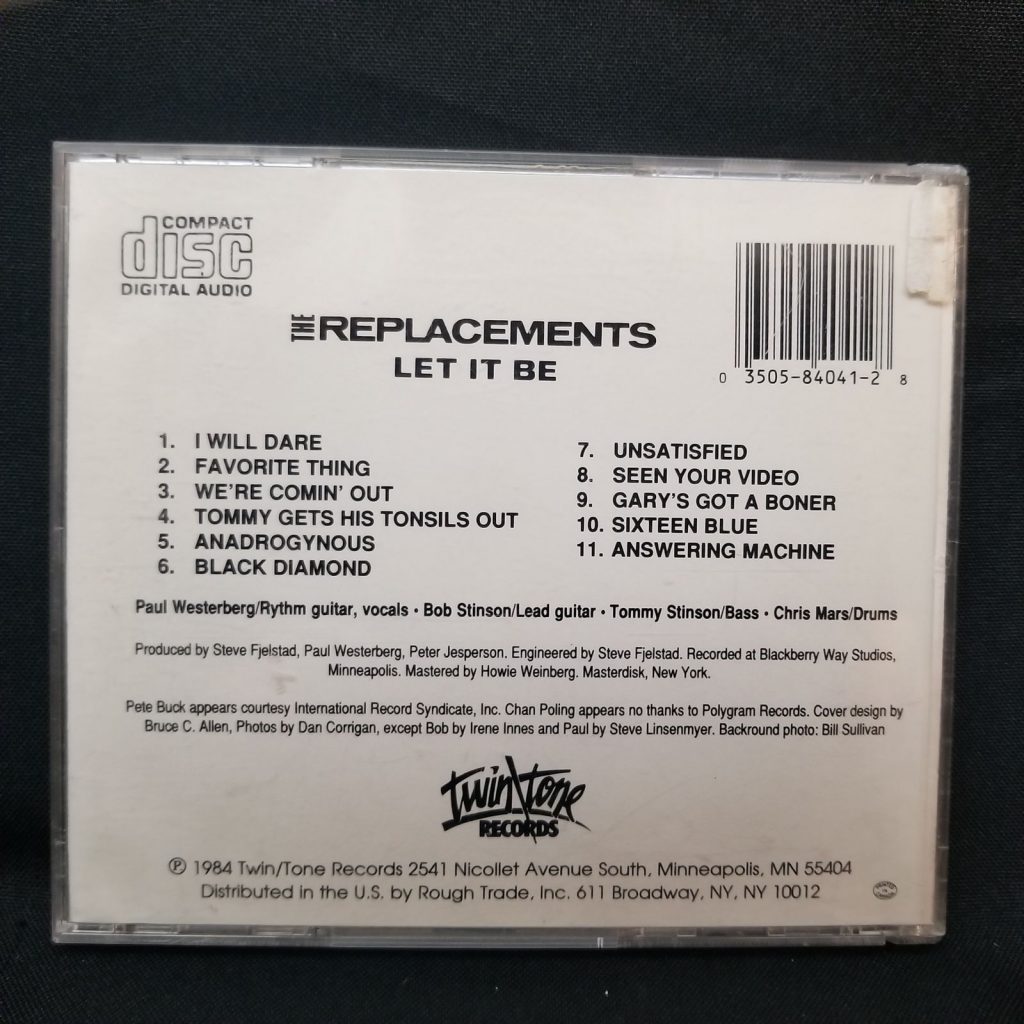 COMPACT
disc
DIGITAL AUDIO
THE REPLACEMENTS
LET IT BE
0 3505-84041-2 8
1. I WILL DARE
2. FAVORITE THING
3. WE'RE COMIN' OUT
4. TOMMY GETS HIS TONSILS OUT
5. ANADROGYNOUS
6. BLACK DIAMOND
7. UNSATISFIED
8. SEEN YOUR VIDEO
9. GARY'S GOT A BONER
10. SIXTEEN BLUE
11. ANSWERING MACHINE
Paul Westerberg/Rythm guitar, vocals • Bob Stinson/Lead guitar • Tommy Stinson/Bass • Chris Mars/Drums
Produced by Steve Fjelstad, Paul Westerberg, Peter Jesperson. Engineered by Steve Fjelstad. Recorded at Blackberry Way Studios,
Minneapolis. Mastered by Howie Weinberg. Masterdisk, New York.
Pete Buck appears courtesy International Record Syndicate, Inc. Chan Poling appears no thanks to Polygram Records. Cover design by
Bruce C. Allen, Photos by Dan Corrigan, except Bob by Irene Innes and Paul by Steve Linsenmyer. Backround photo: Bill Sullivan
Twin\Tone
RECORDS
℗ 1984 Twin/Tone Records 2541 Nicollet Avenue South, Minneapolis, MN 55404
Distributed in the U.S. by Rough Trade, Inc. 611 Broadway, NY, NY 10012